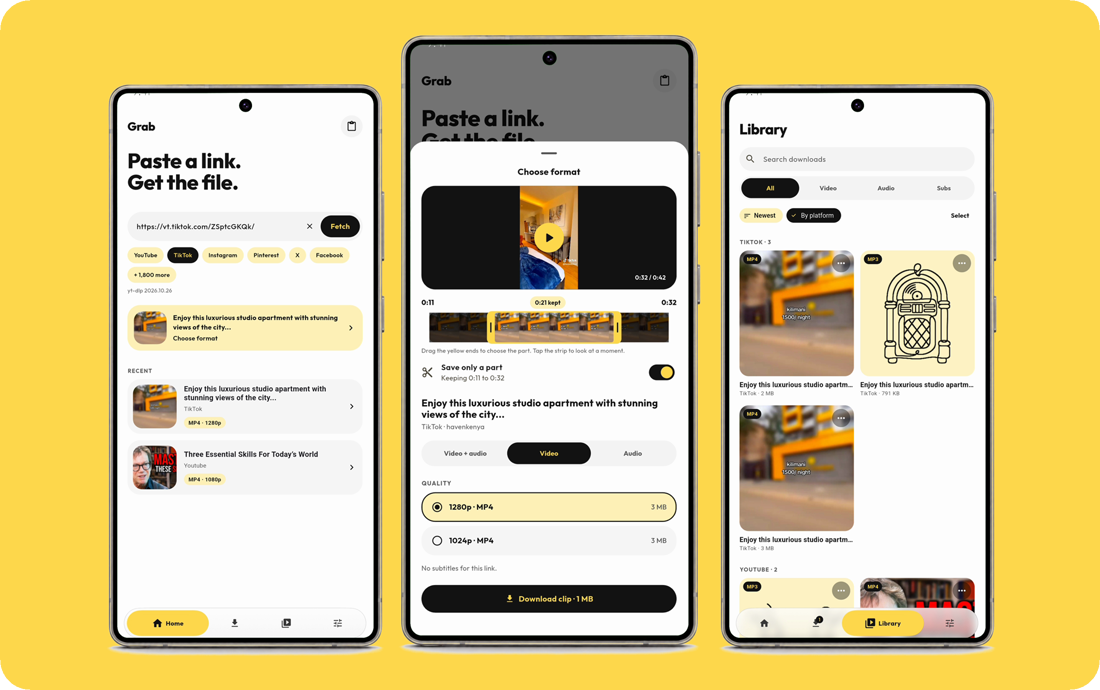 Grab
Paste a link.
Get the file.
https://vt.tiktok.com/ZSptcGKQk/
Fetch
YouTube
TikTok
Instagram
Pinterest
X
Facebook
+ 1,800 more
yt-dlp 2026.10.26
Enjoy this luxurious studio apartment with stunning
views of the city...
Choose format
RECENT
Enjoy this luxurious studio apartment with
stunning views of the city...
TikTok
MP4 · 1280p
Three Essential Skills For Today's World
Youtube
MP4 · 1080p
Home
Grab
Paste a link.
Get the file.
Choose format
0:32 / 0:42
0:11
0:21 kept
0:32
Drag the yellow ends to choose the part. Tap the strip to look at a moment.
Save only a part
Keeping 0:11 to 0:32
Enjoy this luxurious studio apartment with stunning
views of the city...
TikTok · havenkenya
Video + audio
Video
Audio
QUALITY
1280p · MP4
3 MB
1024p · MP4
3 MB
No subtitles for this link.
Download clip · 1 MB
Library
Search downloads
All
Video
Audio
Subs
Newest
By platform
Select
TIKTOK · 3
MP4
kilimani
500/ night
MP3
Enjoy this luxurious studio apartm...
TikTok · 2 MB
Enjoy this luxurious studio apartm...
TikTok · 791 KB
MP4
kilimani
500/ night
Enjoy this luxurious studio apartm...
TikTok · 3 MB
YOUTUBE · 2
MP3
MP4
1
Library